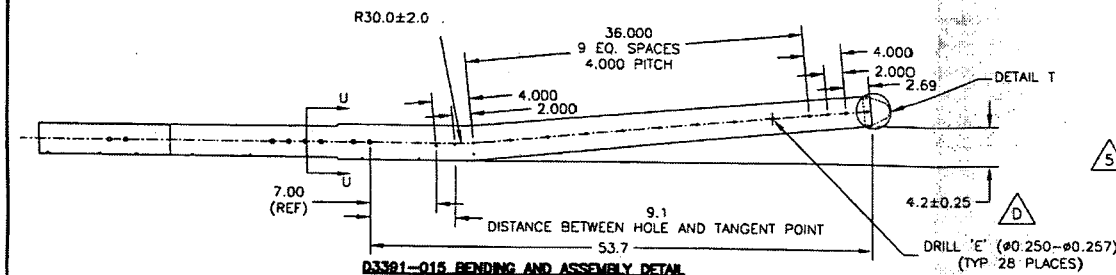 R30.0±2.0
36.000
9 EQ. SPACES
4.000 PITCH
4.000
2.000
2.69
DETAIL T
U
4.000
2.000
U
7.00
(REF)
9.1
DISTANCE BETWEEN HOLE AND TANGENT POINT
53.7
4.2±0.25
5
D
DRILL 'E' (ø0.250-ø0.257)
(TYP 28 PLACES)
D3391-015 BENDING AND ASSEMBLY DETAIL